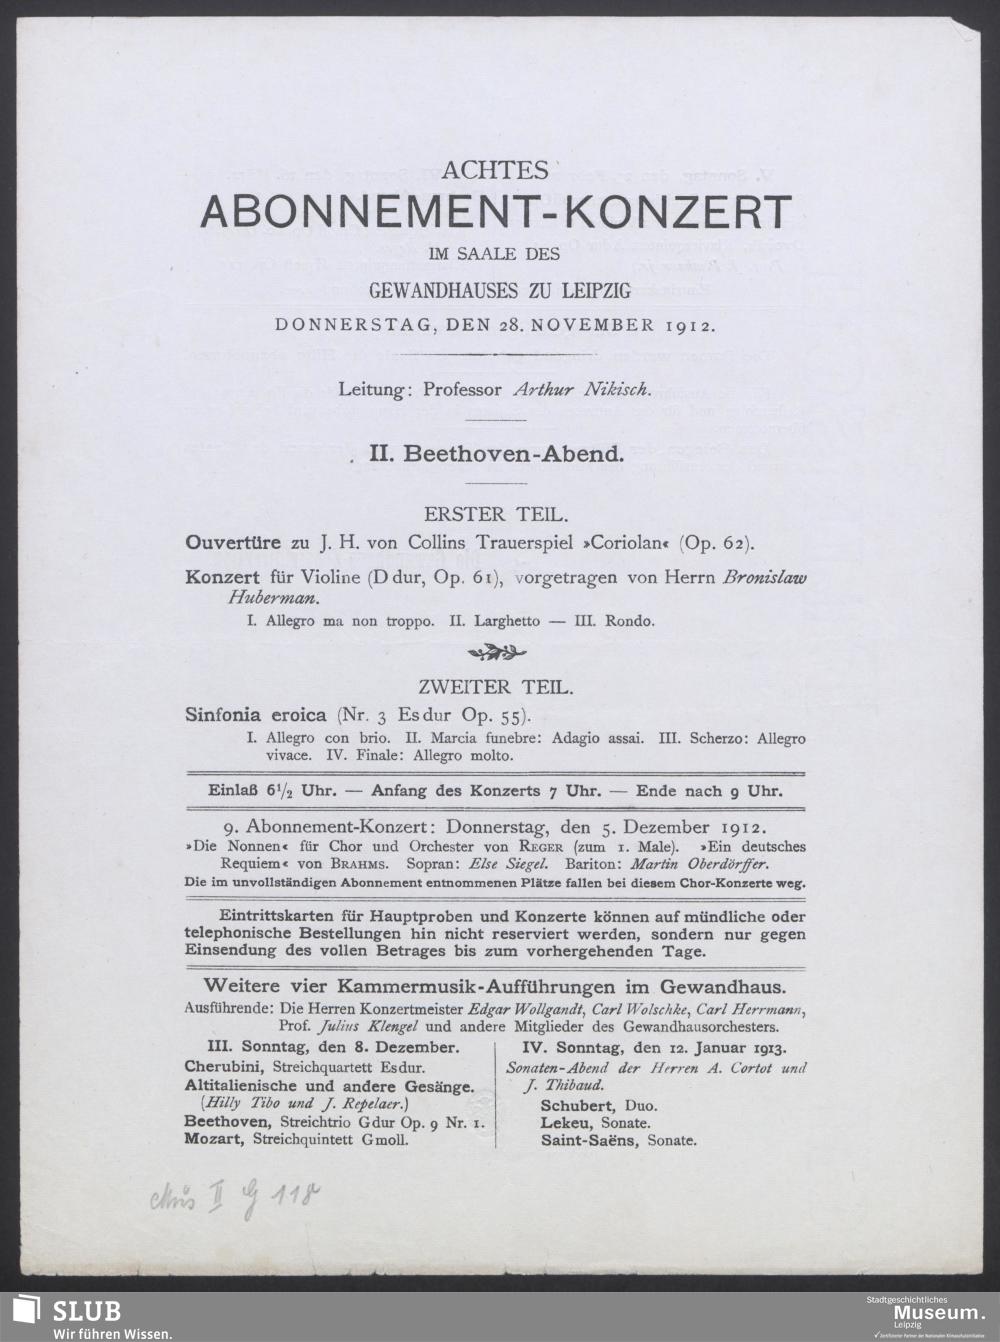 ACHTES
ABONNEMENT-KONZERT
IM SAALE DES
GEWANDHAUSES ZU LEIPZIG
DONNERSTAG, DEN 28. NOVEMBER 1912.
Leitung: Professor Arthur Nikisch.
II. Beethoven-Abend.
ERSTER TEIL.
Ouvertüre zu J. H. von Collins Trauerspiel »Coriolan« (Op. 62).
Konzert für Violine (D dur, Op. 61), vorgetragen von Herrn Bronislaw
Huberman.
I. Allegro ma non troppo. II. Larghetto — III. Rondo.
ZWEITER TEIL.
Sinfonia eroica (Nr. 3 Es dur Op. 55).
I. Allegro con brio. II. Marcia funebre: Adagio assai. III. Scherzo: Allegro
vivace. IV. Finale: Allegro molto.
Einlaß 6½ Uhr. — Anfang des Konzerts 7 Uhr. — Ende nach 9 Uhr.
9. Abonnement-Konzert: Donnerstag, den 5. Dezember 1912.
»Die Nonnen« für Chor und Orchester von REGER (zum 1. Male). »Ein deutsches
Requiem« von BRAHMS. Sopran: Else Siegel. Bariton: Martin Oberdörffer.
Die im unvollständigen Abonnement entnommenen Plätze fallen bei diesem Chor-Konzerte weg.
Eintrittskarten für Hauptproben und Konzerte können auf mündliche oder
telephonische Bestellungen hin nicht reserviert werden, sondern nur gegen
Einsendung des vollen Betrages bis zum vorhergehenden Tage.
Weitere vier Kammermusik-Aufführungen im Gewandhaus.
Ausführende: Die Herren Konzertmeister Edgar Wollgandt, Carl Wolschke, Carl Herrmann,
Prof. Julius Klengel und andere Mitglieder des Gewandhausorchesters.
III. Sonntag, den 8. Dezember.
Cherubini, Streichquartett Es dur.
Altitalienische und andere Gesänge.
(Hilly Tibo und J. Repelaer.)
Beethoven, Streichtrio G dur Op. 9 Nr. 1.
Mozart, Streichquintett G moll.
IV. Sonntag, den 12. Januar 1913.
Sonaten-Abend der Herren A. Cortot und
J. Thibaud.
Schubert, Duo.
Lekeu, Sonate.
Saint-Saëns, Sonate.
Mus II G 118
SLUB
Wir führen Wissen.
Stadtgeschichtliches
Museum.
Leipzig
Zertifizierter Partner der Nationalen Klimaschutzinitiative